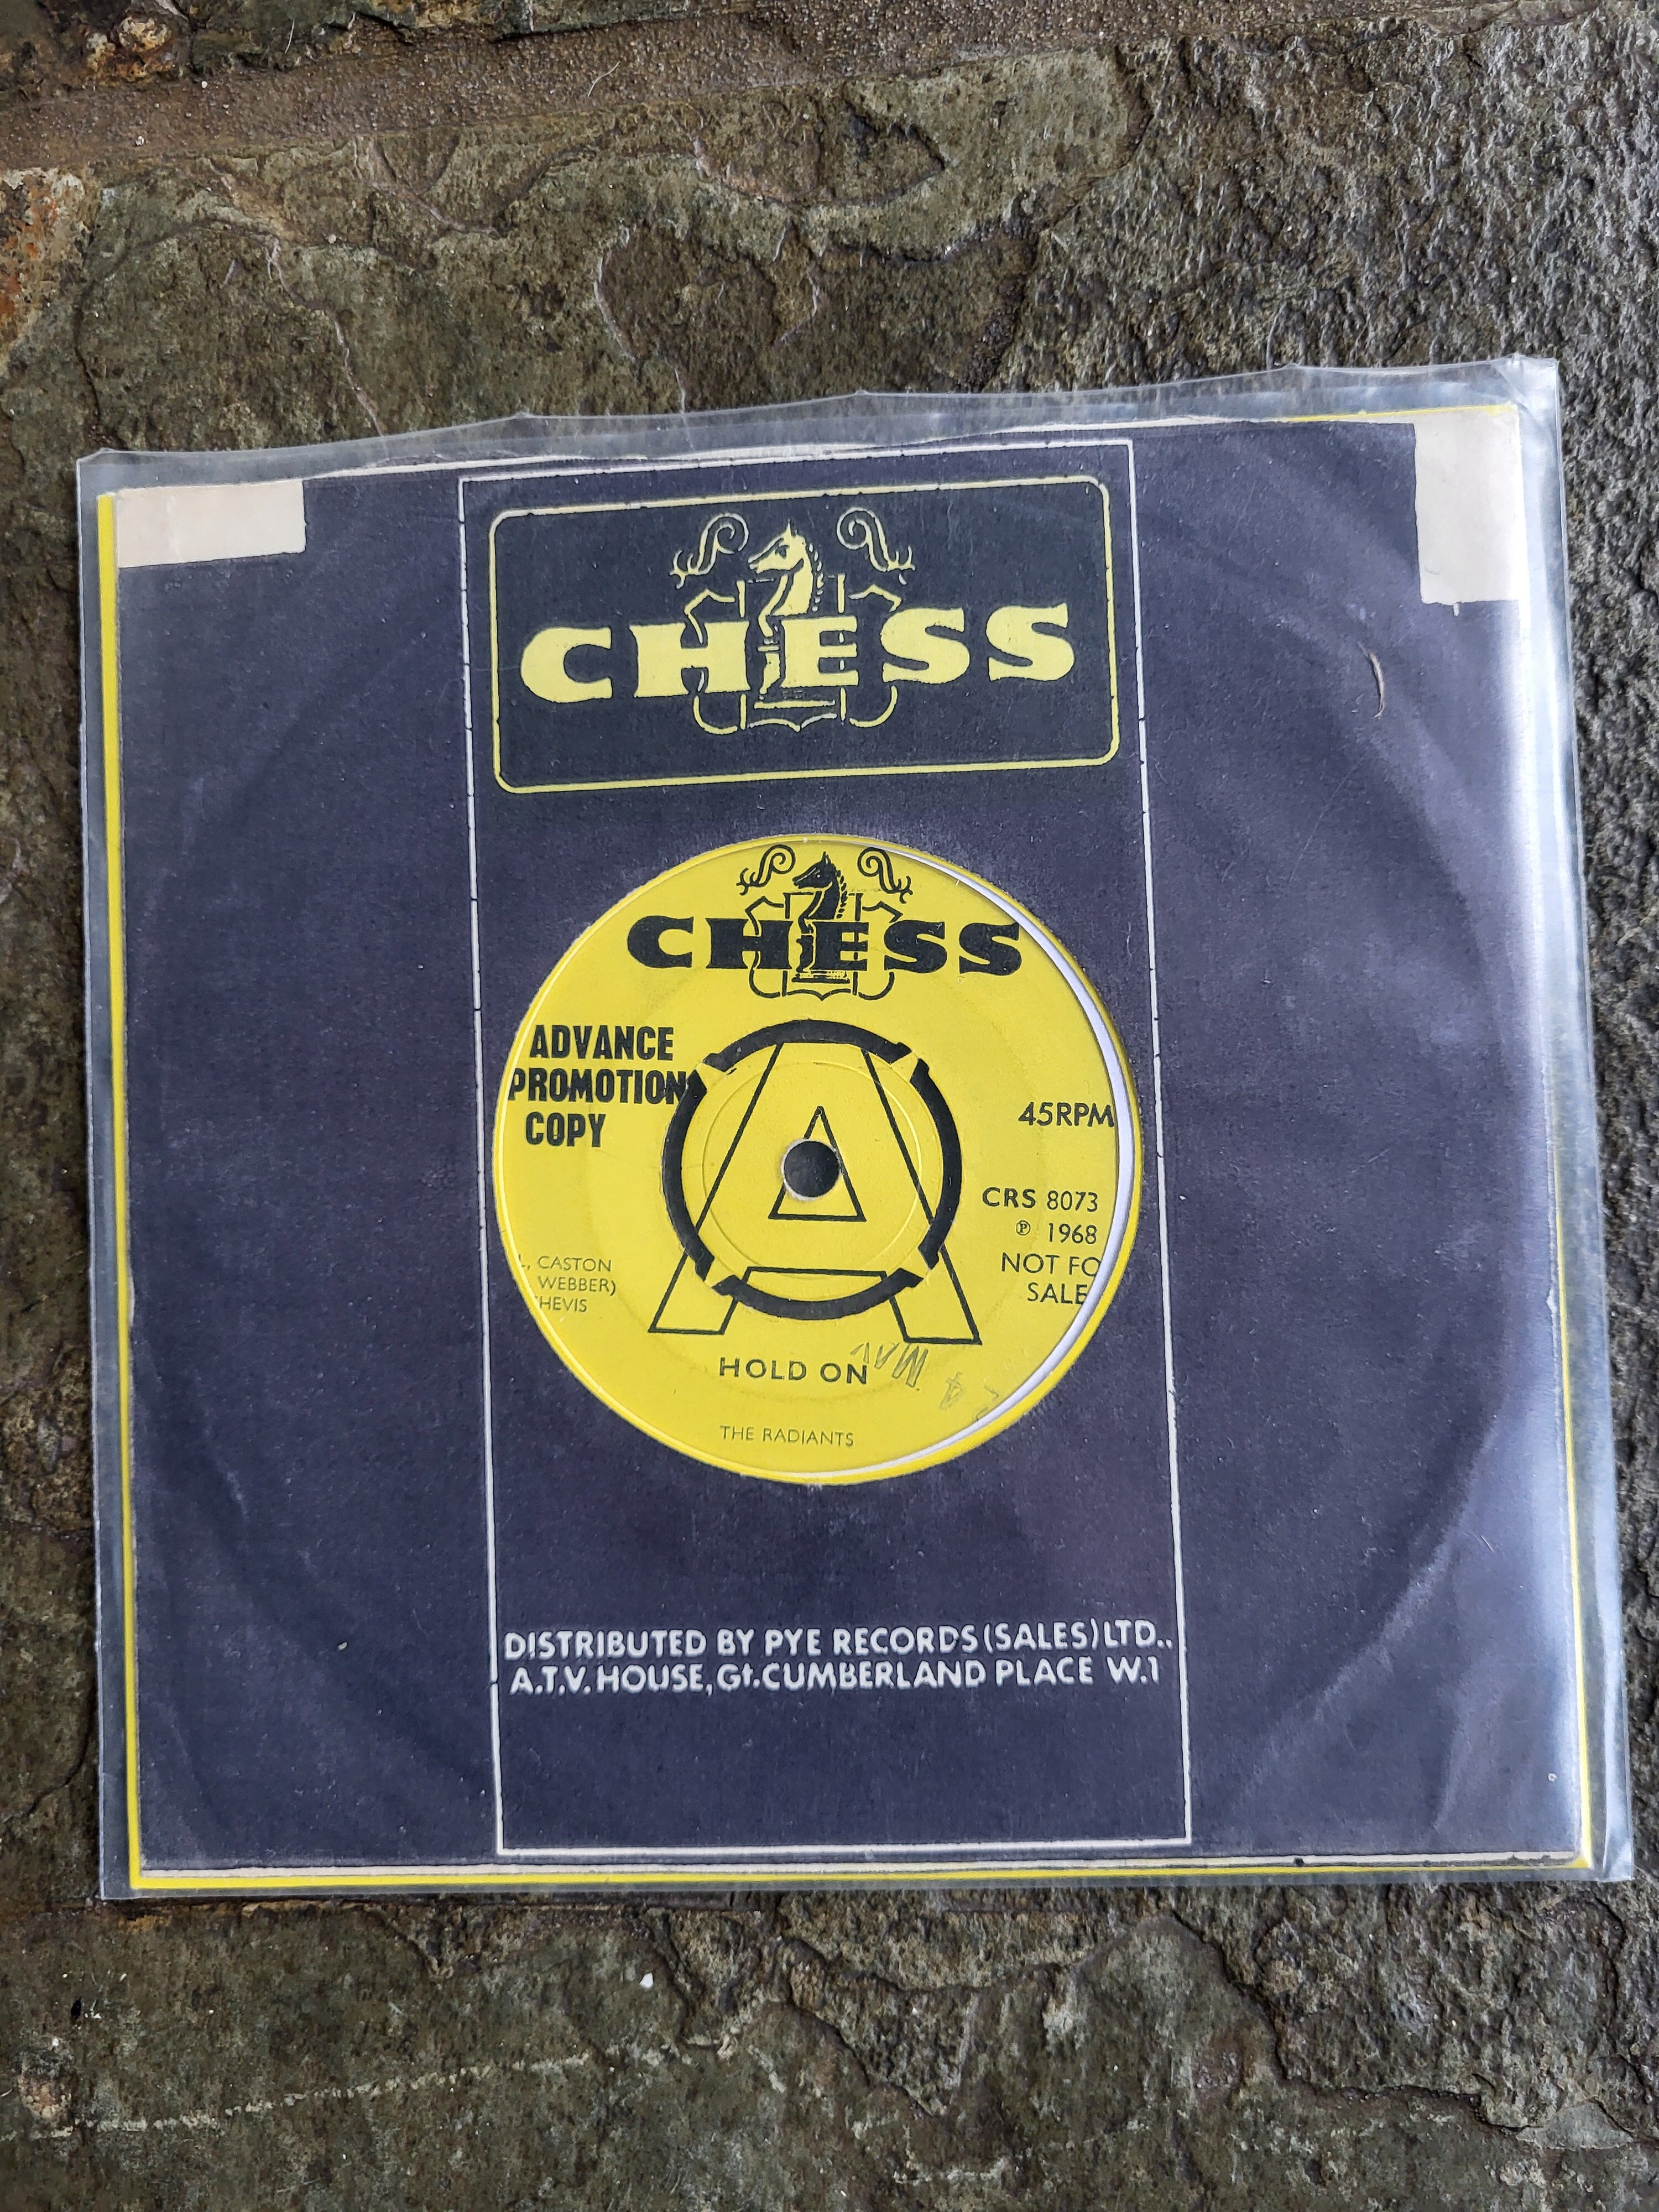 CHESS
CHESS
ADVANCE
PROMOTION
COPY
A
45RPM
CRS 8073
℗ 1968
NOT FO
SALE
L, CASTON
WEBBER)
HEVIS
HOLD ON
THE RADIANTS
DISTRIBUTED BY PYE RECORDS (SALES) LTD..
A.T.V. HOUSE, Gt. CUMBERLAND PLACE W.1